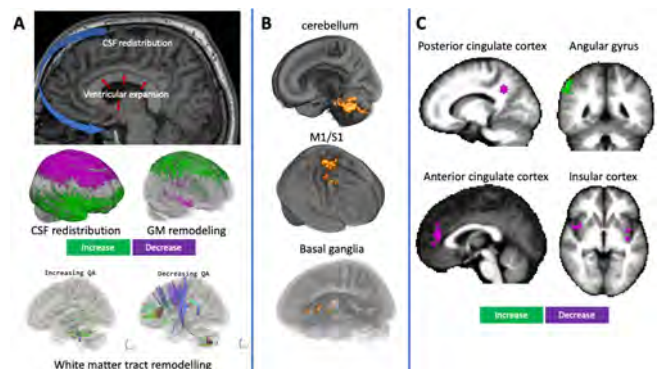 A
CSF redistribution
Ventricular expansion
CSF redistribution
GM remodeling
Increase
Decrease
Increasing QA
Decreasing QA
White matter tract remodelling
B
cerebellum
M1/S1
Basal ganglia
C
Posterior cingulate cortex
Angular gyrus
Anterior cingulate cortex
Insular cortex
Increase
Decrease